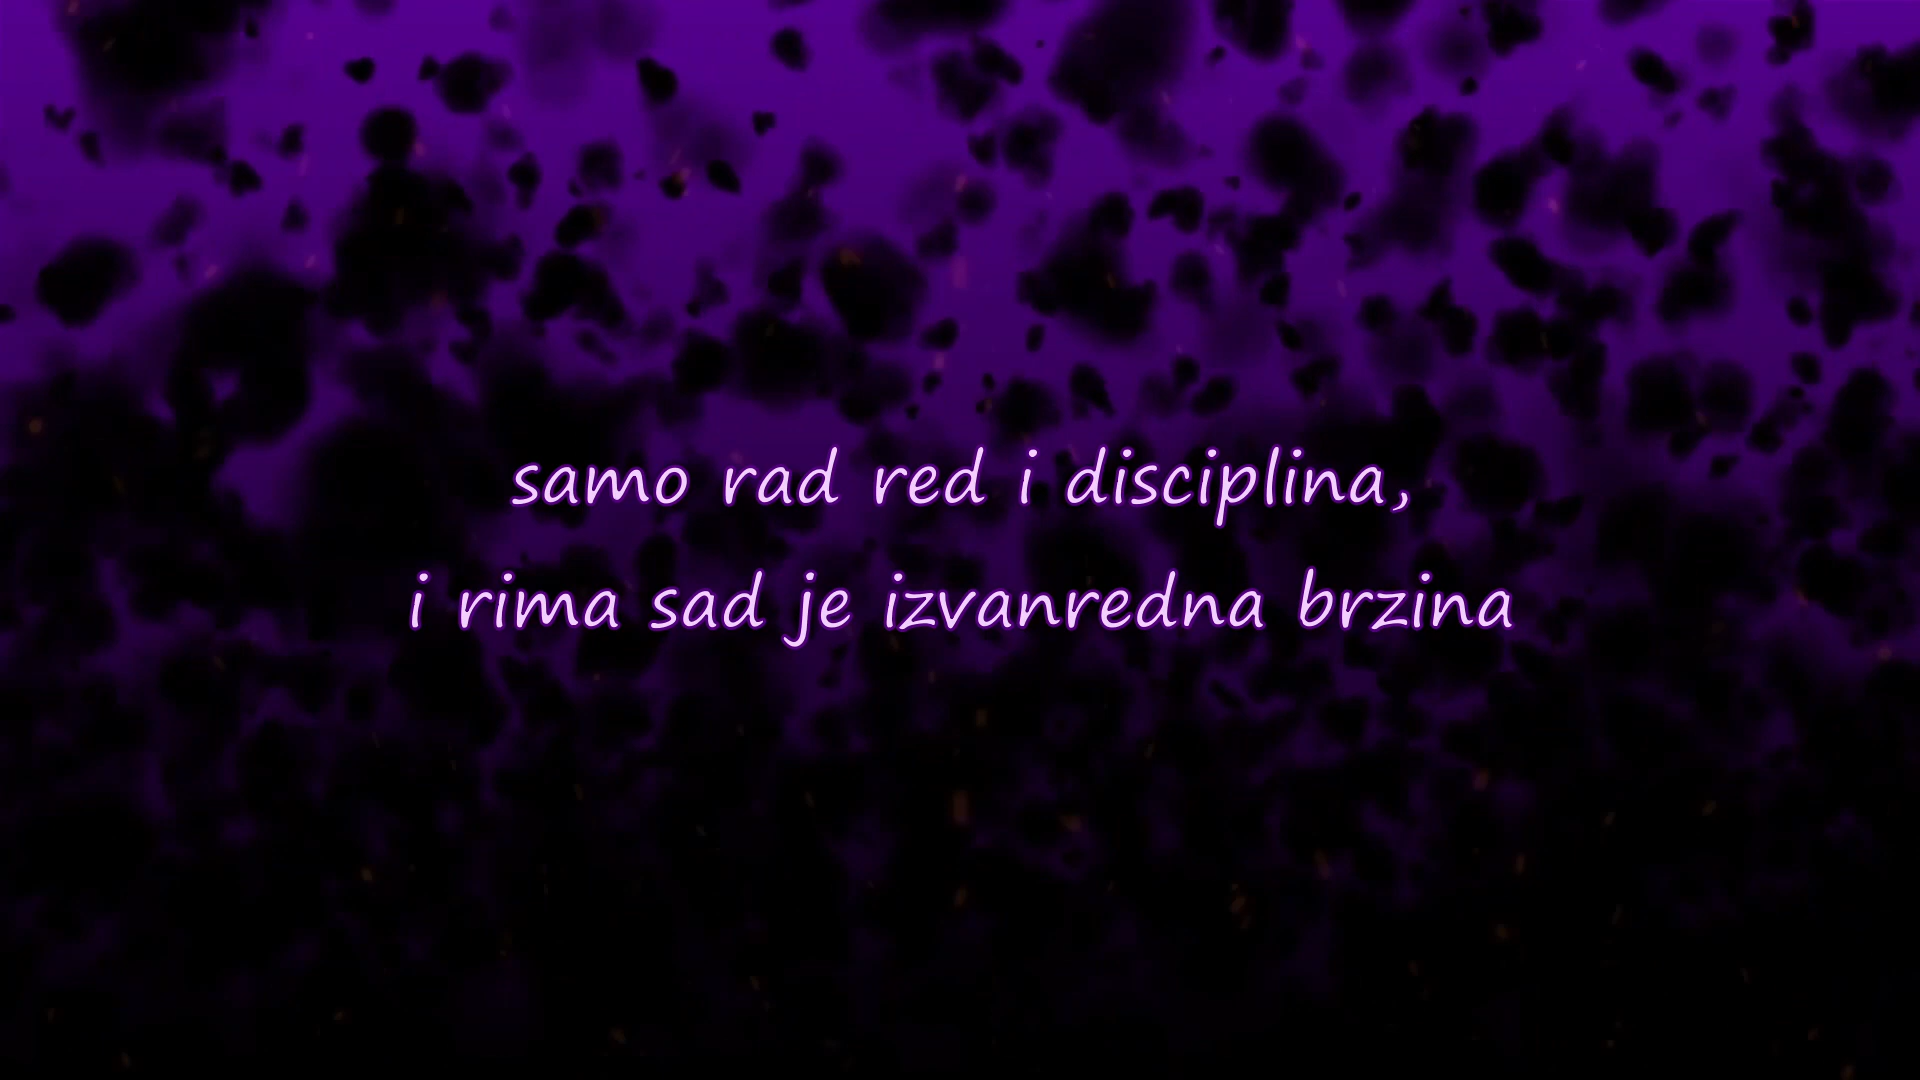 samo rad red i disciplina,
i rima sad je izvanredna brzina